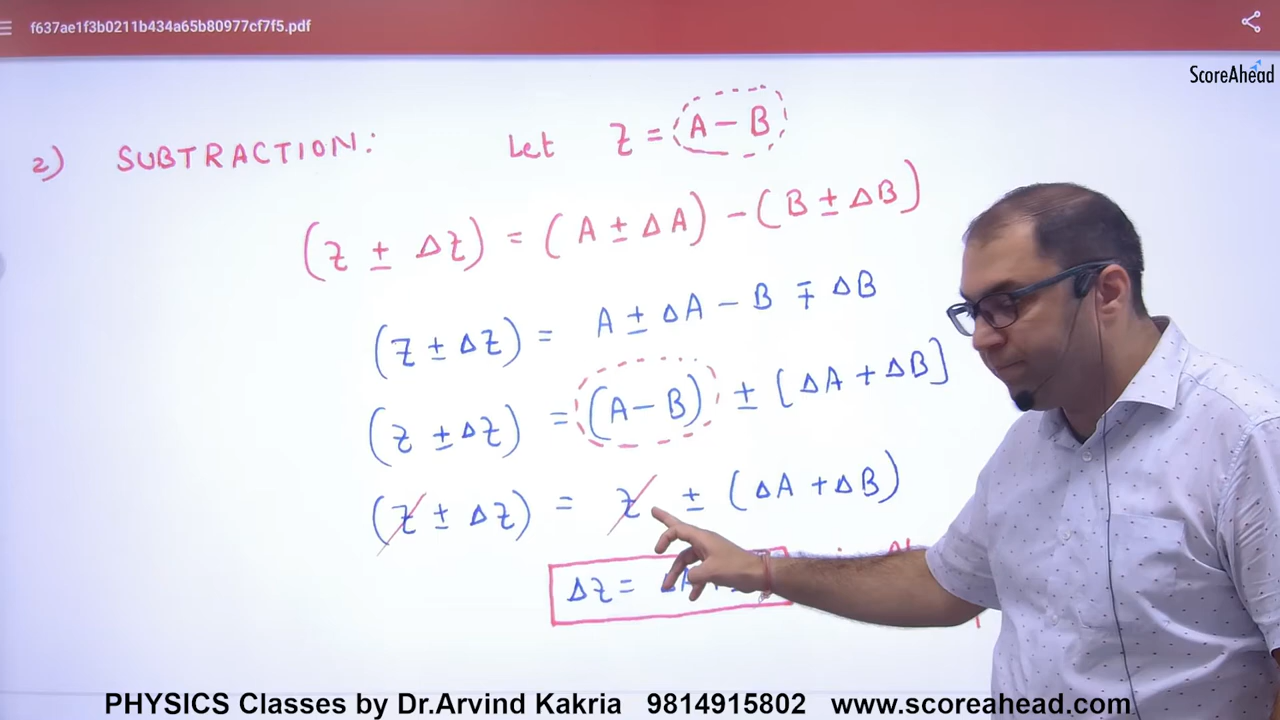 f637ae1f3b0211b434a65b80977cf7f5.pdf
ScoreAhead
2) SUBTRACTION: Let Z = (A − B)
(Z ± ΔZ) = (A ± ΔA) − (B ± ΔB)
(Z ± ΔZ) = A ± ΔA − B ∓ ΔB
(Z ± ΔZ) = (A − B) ± [ΔA + ΔB]
(Z ± ΔZ) = Z ± (ΔA + ΔB)
ΔZ =
PHYSICS Classes by Dr.Arvind Kakria 9814915802 www.scoreahead.com